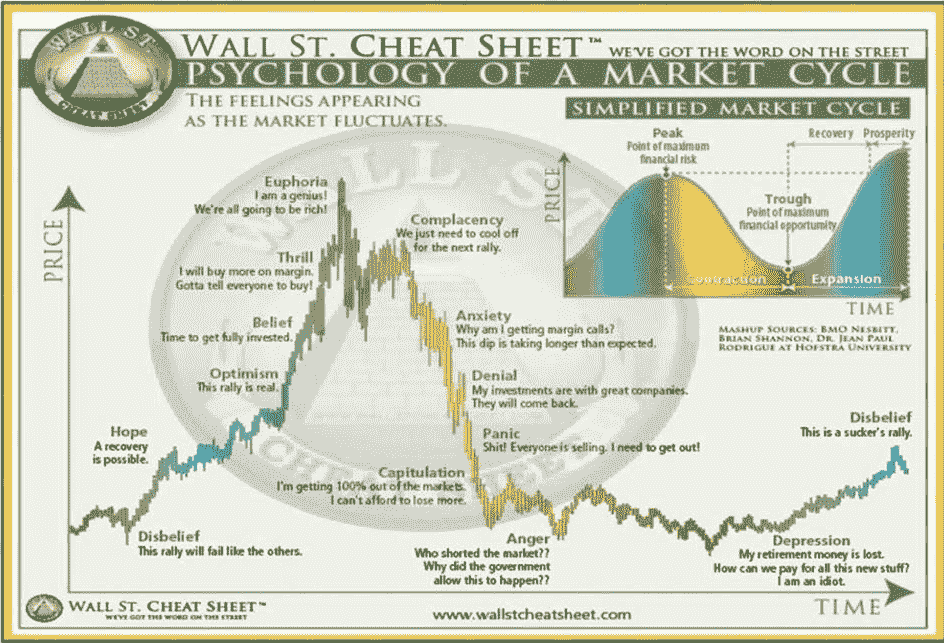 WALL ST.
CHEAT SHEET
WALL ST. CHEAT SHEET™ WE'VE GOT THE WORD ON THE STREET
PSYCHOLOGY OF A MARKET CYCLE
THE FEELINGS APPEARING
AS THE MARKET FLUCTUATES.
SIMPLIFIED MARKET CYCLE
Peak
Point of maximum
financial risk
Recovery
Prosperity
Trough
Point of maximum
financial opportunity
PRICE
Contraction
Expansion
TIME
MASHUP SOURCES: BMO NESBITT,
BRIAN SHANNON, DR. JEAN PAUL
RODRIGUE AT HOFSTRA UNIVERSITY
WALL ST.
CHEAT SHEET
PRICE
Euphoria
I am a genius!
We're all going to be rich!
Complacency
We just need to cool off
for the next rally.
Thrill
I will buy more on margin.
Gotta tell everyone to buy!
Belief
Time to get fully invested.
Anxiety
Why am I getting margin calls?
This dip is taking longer than expected.
Optimism
This rally is real.
Denial
My investments are with great companies.
They will come back.
Hope
A recovery
is possible.
Panic
Shit! Everyone is selling. I need to get out!
Disbelief
This is a sucker's rally.
Capitulation
I'm getting 100% out of the markets.
I can't afford to lose more.
Disbelief
This rally will fail like the others.
Anger
Who shorted the market??
Why did the government
allow this to happen??
Depression
My retirement money is lost.
How can we pay for all this new stuff?
I am an idiot.
WALL ST. CHEAT SHEET™
WE'VE GOT THE WORD ON THE STREET
www.wallstcheatsheet.com
TIME